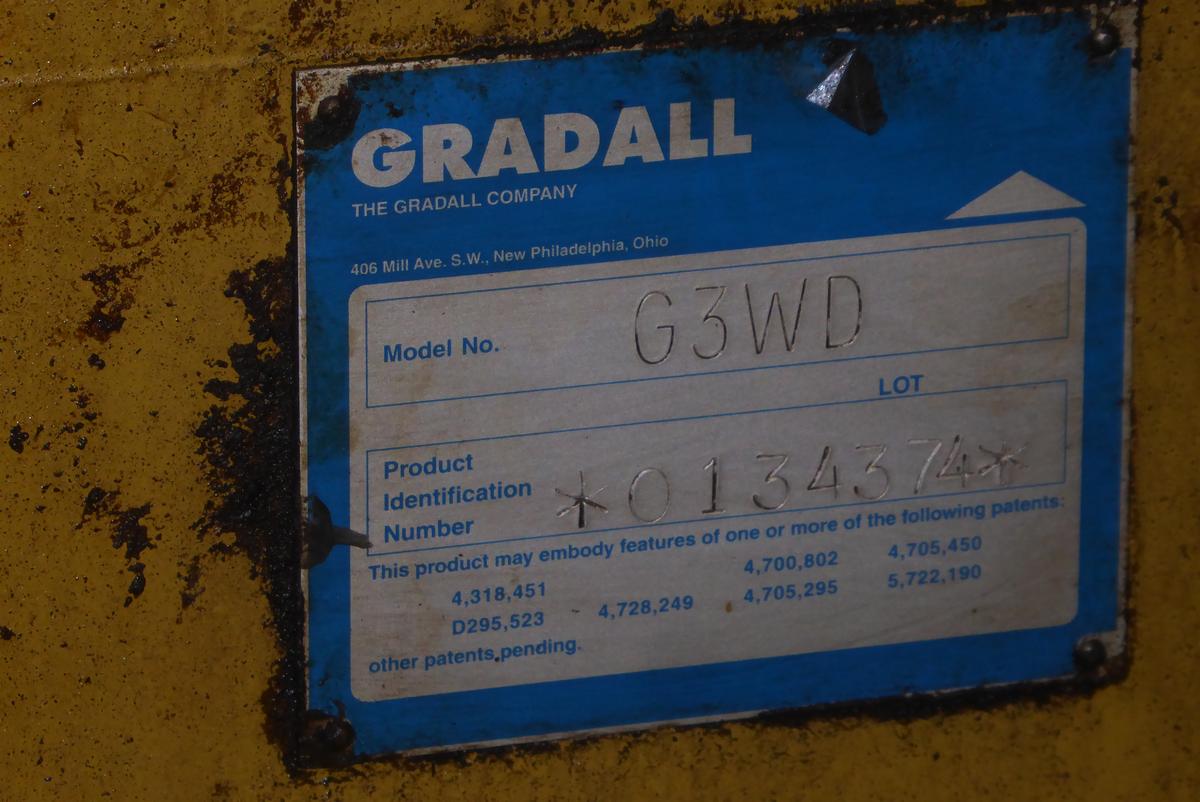 GRADALL
THE GRADALL COMPANY
406 Mill Ave. S.W., New Philadelphia, Ohio
Model No. G3WD
LOT
Product
Identification
Number *0134374*
This product may embody features of one or more of the following patents:
4,318,451 4,700,802 4,705,450
D295,523 4,728,249 4,705,295 5,722,190
other patents pending.